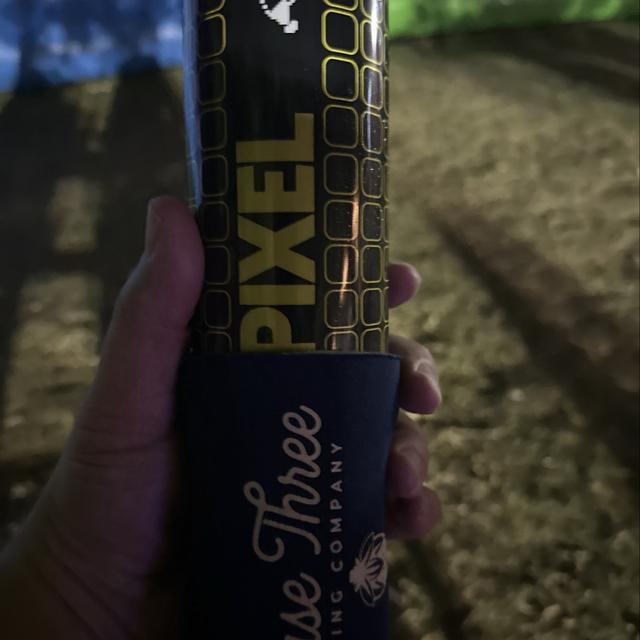 PIXEL
se Three
ING COMPANY